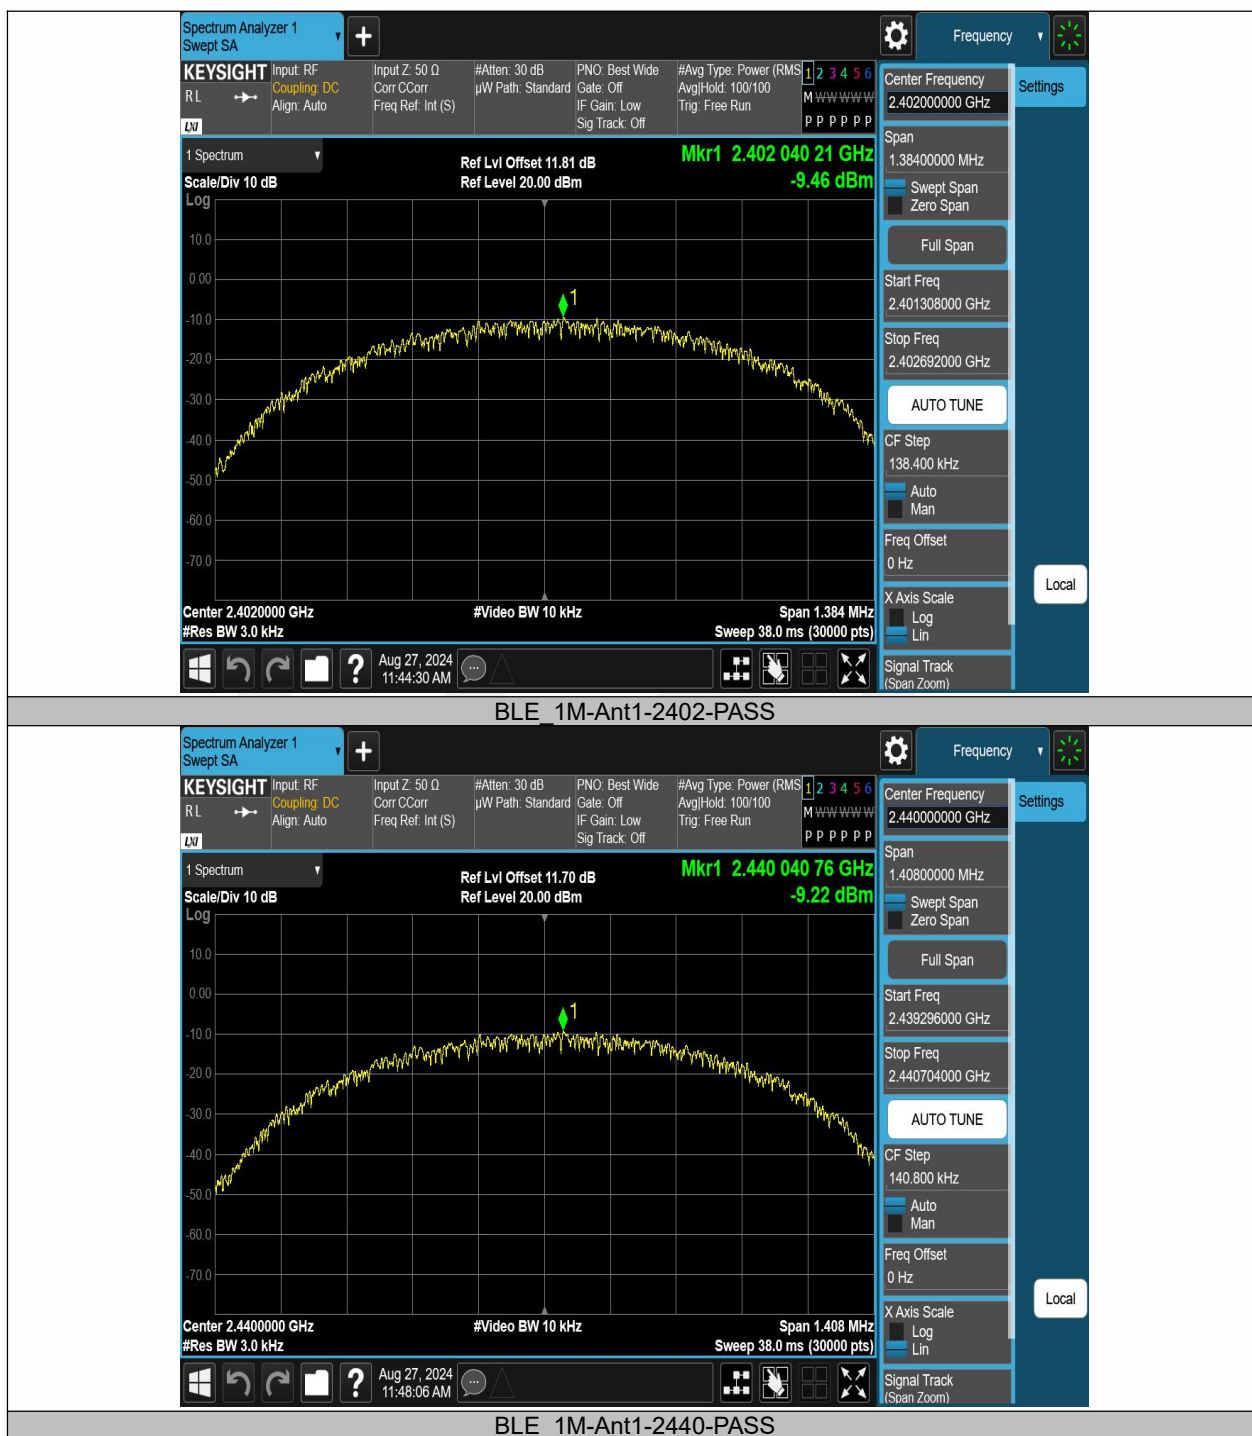 Spectrum Analyzer 1
Swept SA
Frequency
KEYSIGHT
RL
LXI
Input: RF
Coupling: DC
Align: Auto
Input Z: 50 Ω
Corr CCorr
Freq Ref: Int (S)
#Atten: 30 dB
µW Path: Standard
PNO: Best Wide
Gate: Off
IF Gain: Low
Sig Track: Off
#Avg Type: Power (RMS
Avg|Hold: 100/100
Trig: Free Run
1 2 3 4 5 6
M W W W W W
P P P P P P
1 Spectrum
Scale/Div 10 dB
Log
Ref Lvl Offset 11.81 dB
Ref Level 20.00 dBm
Mkr1 2.402 040 21 GHz
-9.46 dBm
10.0
0.00
-10.0
-20.0
-30.0
-40.0
-50.0
-60.0
-70.0
1
Center 2.4020000 GHz
#Res BW 3.0 kHz
#Video BW 10 kHz
Span 1.384 MHz
Sweep 38.0 ms (30000 pts)
Aug 27, 2024
11:44:30 AM
Center Frequency
2.402000000 GHz
Settings
Span
1.38400000 MHz
Swept Span
Zero Span
Full Span
Start Freq
2.401308000 GHz
Stop Freq
2.402692000 GHz
AUTO TUNE
CF Step
138.400 kHz
Auto
Man
Freq Offset
0 Hz
Local
X Axis Scale
Log
Lin
Signal Track
(Span Zoom)
BLE_1M-Ant1-2402-PASS
Spectrum Analyzer 1
Swept SA
Frequency
KEYSIGHT
RL
LXI
Input: RF
Coupling: DC
Align: Auto
Input Z: 50 Ω
Corr CCorr
Freq Ref: Int (S)
#Atten: 30 dB
µW Path: Standard
PNO: Best Wide
Gate: Off
IF Gain: Low
Sig Track: Off
#Avg Type: Power (RMS
Avg|Hold: 100/100
Trig: Free Run
1 2 3 4 5 6
M W W W W W
P P P P P P
1 Spectrum
Scale/Div 10 dB
Log
Ref Lvl Offset 11.70 dB
Ref Level 20.00 dBm
Mkr1 2.440 040 76 GHz
-9.22 dBm
10.0
0.00
-10.0
-20.0
-30.0
-40.0
-50.0
-60.0
-70.0
1
Center 2.4400000 GHz
#Res BW 3.0 kHz
#Video BW 10 kHz
Span 1.408 MHz
Sweep 38.0 ms (30000 pts)
Aug 27, 2024
11:48:06 AM
Center Frequency
2.440000000 GHz
Settings
Span
1.40800000 MHz
Swept Span
Zero Span
Full Span
Start Freq
2.439296000 GHz
Stop Freq
2.440704000 GHz
AUTO TUNE
CF Step
140.800 kHz
Auto
Man
Freq Offset
0 Hz
Local
X Axis Scale
Log
Lin
Signal Track
(Span Zoom)
BLE_1M-Ant1-2440-PASS